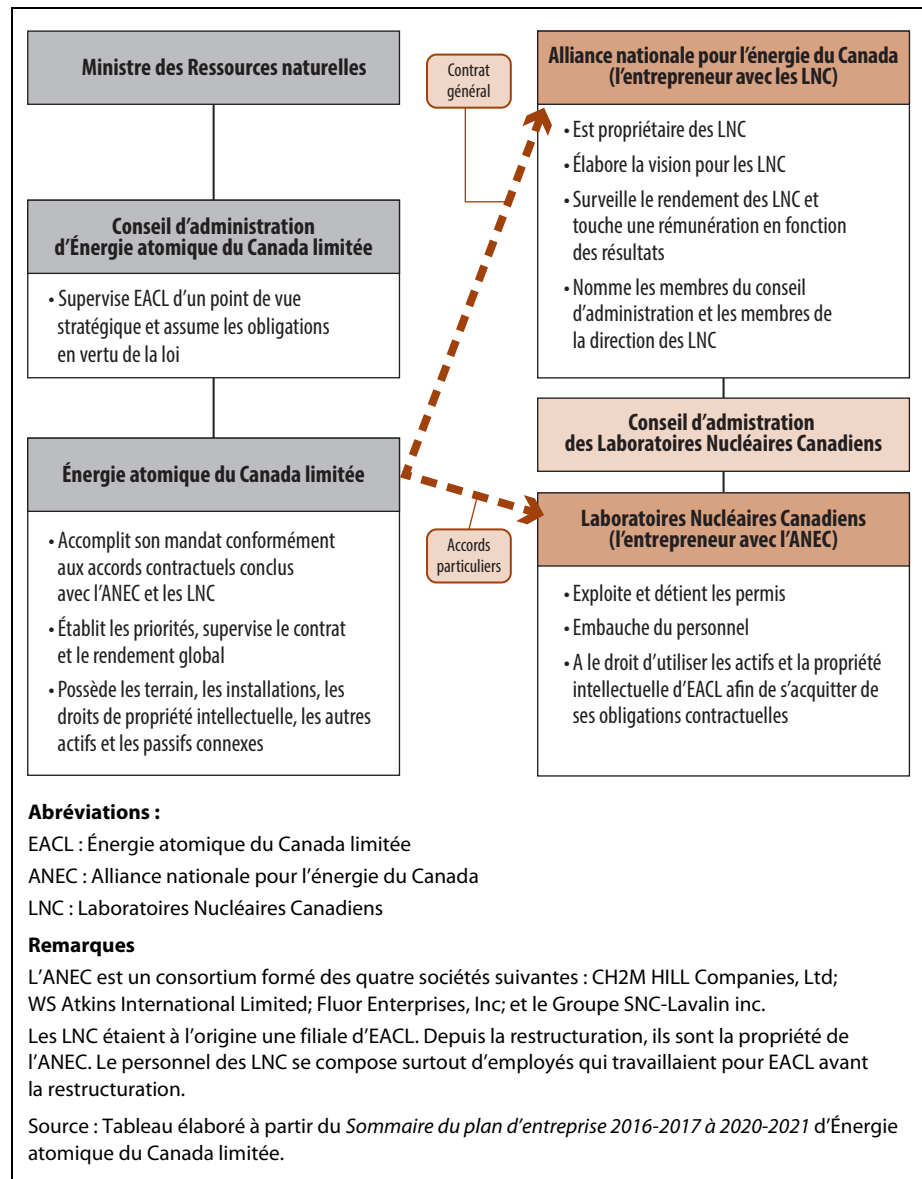 Ministre des Ressources naturelles
Conseil d'administration
d'Énergie atomique du Canada limitée
• Supervise EACL d'un point de vue
stratégique et assume les obligations
en vertu de la loi
Énergie atomique du Canada limitée
• Accomplit son mandat conformément
aux accords contractuels conclus
avec l'ANEC et les LNC
• Établit les priorités, supervise le contrat
et le rendement global
• Possède les terrain, les installations, les
droits de propriété intellectuelle, les autres
actifs et les passifs connexes
Contrat
général
Accords
particuliers
Alliance nationale pour l'énergie du Canada
(l'entrepreneur avec les LNC)
• Est propriétaire des LNC
• Élabore la vision pour les LNC
• Surveille le rendement des LNC et
touche une rémunération en fonction
des résultats
• Nomme les membres du conseil
d'administration et les membres de
la direction des LNC
Conseil d'admistration
des Laboratoires Nucléaires Canadiens
Laboratoires Nucléaires Canadiens
(l'entrepreneur avec l'ANEC)
• Exploite et détient les permis
• Embauche du personnel
• A le droit d'utiliser les actifs et la propriété
intellectuelle d'EACL afin de s'acquitter de
ses obligations contractuelles
Abréviations :
EACL : Énergie atomique du Canada limitée
ANEC : Alliance nationale pour l'énergie du Canada
LNC : Laboratoires Nucléaires Canadiens
Remarques
L'ANEC est un consortium formé des quatre sociétés suivantes : CH2M HILL Companies, Ltd;
WS Atkins International Limited; Fluor Enterprises, Inc; et le Groupe SNC-Lavalin inc.
Les LNC étaient à l'origine une filiale d'EACL. Depuis la restructuration, ils sont la propriété de
l'ANEC. Le personnel des LNC se compose surtout d'employés qui travaillaient pour EACL avant
la restructuration.
Source : Tableau élaboré à partir du Sommaire du plan d'entreprise 2016-2017 à 2020-2021 d'Énergie
atomique du Canada limitée.